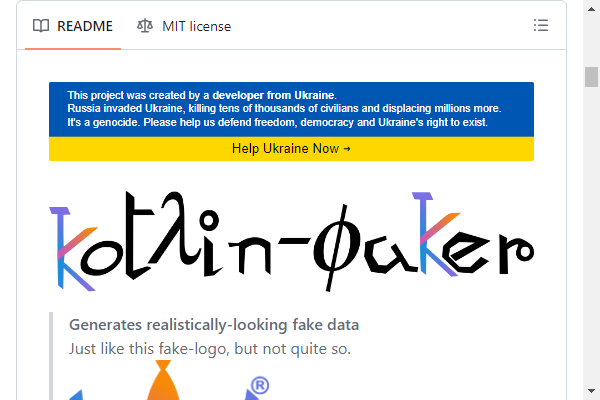 README
MIT license
This project was created by a developer from Ukraine.
Russia invaded Ukraine, killing tens of thousands of civilians and displacing millions more.
It's a genocide. Please help us defend freedom, democracy and Ukraine's right to exist.
Help Ukraine Now →
kotλin-φaker
Generates realistically-looking fake data
Just like this fake-logo, but not quite so.
®